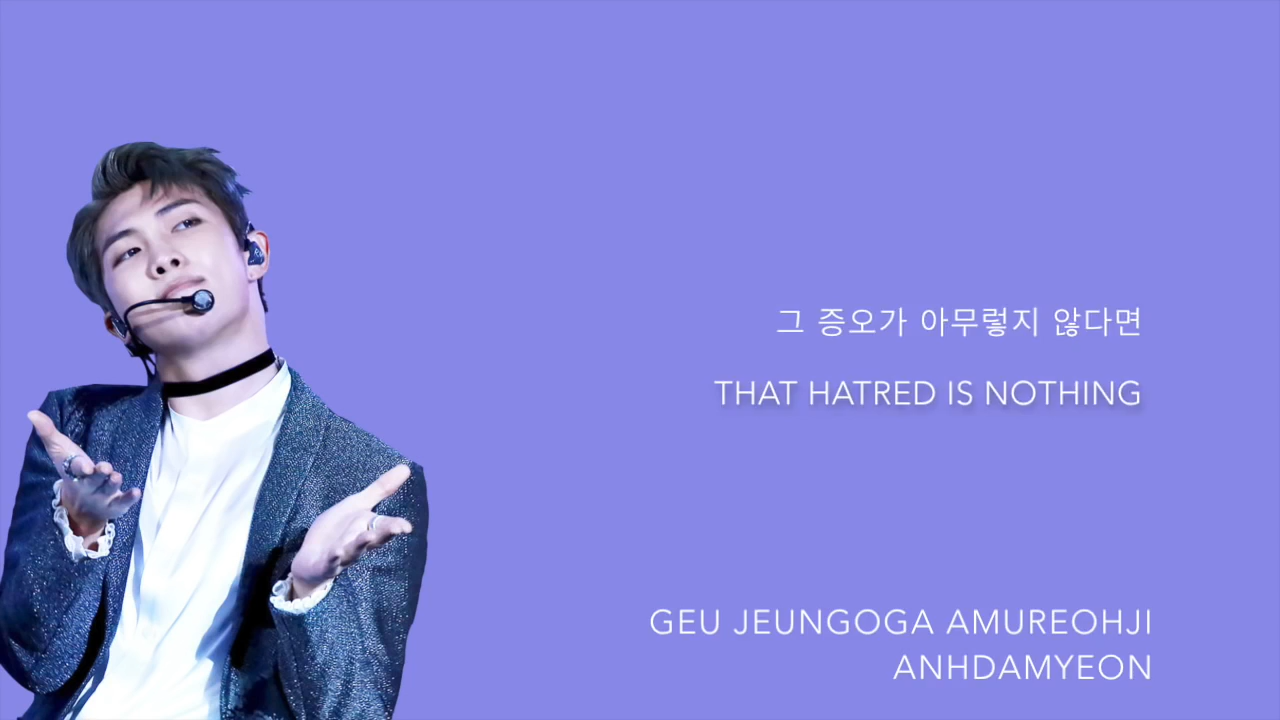 그 증오가 아무렇지 않다면
THAT HATRED IS NOTHING
GEU JEUNGOGA AMUREOHJI
ANHDAMYEON